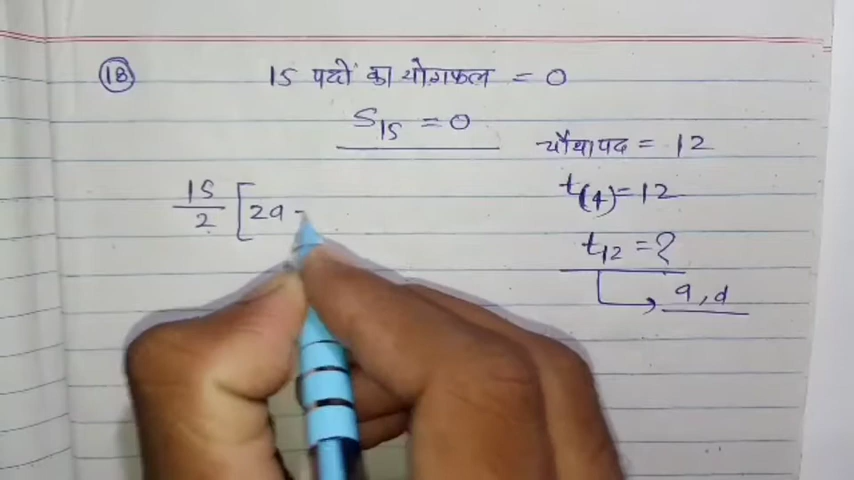 18 15 पदों का योगफल = 0
S15 = 0
चौथा पद = 12
t(4) = 12
t12 = ?
a, d
15/2 [2a